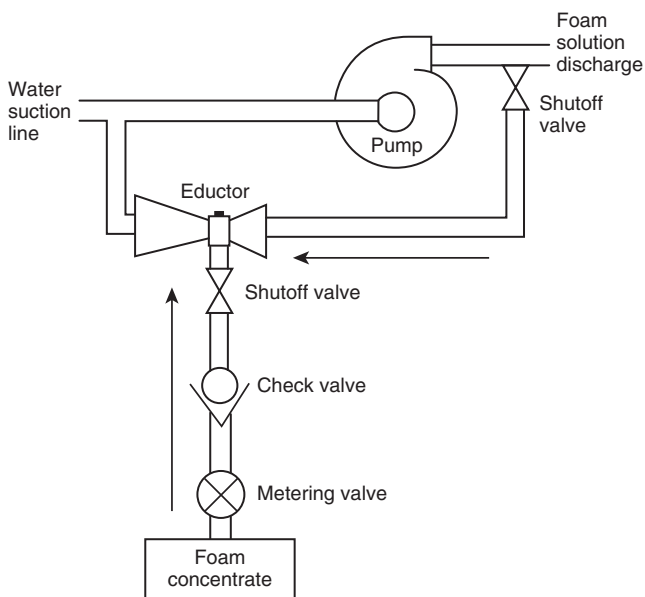 Foam
solution
discharge
Water
suction
line
Shutoff
valve
Pump
Eductor
Shutoff valve
Check valve
Metering valve
Foam
concentrate